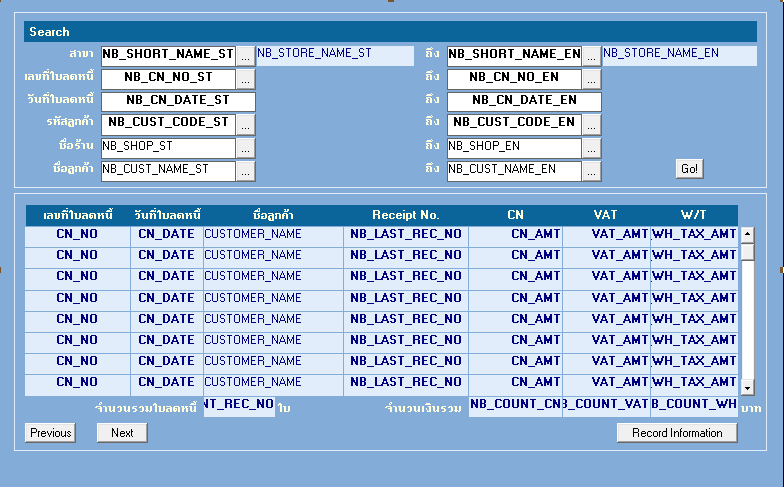 Search
สาขา NB_SHORT_NAME_ST ... NB_STORE_NAME_ST ถึง NB_SHORT_NAME_EN ... NB_STORE_NAME_EN
เลขที่ใบลดหนี้ NB_CN_NO_ST ... ถึง NB_CN_NO_EN ...
วันที่ใบลดหนี้ NB_CN_DATE_ST ถึง NB_CN_DATE_EN
รหัสลูกค้า NB_CUST_CODE_ST ... ถึง NB_CUST_CODE_EN ...
ชื่อร้าน NB_SHOP_ST ... ถึง NB_SHOP_EN ...
ชื่อลูกค้า NB_CUST_NAME_ST ... ถึง NB_CUST_NAME_EN ... Go!
เลขที่ใบลดหนี้ วันที่ใบลดหนี้ ชื่อลูกค้า Receipt No. CN VAT W/T
CN_NO CN_DATE CUSTOMER_NAME NB_LAST_REC_NO CN_AMT VAT_AMT WH_TAX_AMT
CN_NO CN_DATE CUSTOMER_NAME NB_LAST_REC_NO CN_AMT VAT_AMT WH_TAX_AMT
CN_NO CN_DATE CUSTOMER_NAME NB_LAST_REC_NO CN_AMT VAT_AMT WH_TAX_AMT
CN_NO CN_DATE CUSTOMER_NAME NB_LAST_REC_NO CN_AMT VAT_AMT WH_TAX_AMT
CN_NO CN_DATE CUSTOMER_NAME NB_LAST_REC_NO CN_AMT VAT_AMT WH_TAX_AMT
CN_NO CN_DATE CUSTOMER_NAME NB_LAST_REC_NO CN_AMT VAT_AMT WH_TAX_AMT
CN_NO CN_DATE CUSTOMER_NAME NB_LAST_REC_NO CN_AMT VAT_AMT WH_TAX_AMT
CN_NO CN_DATE CUSTOMER_NAME NB_LAST_REC_NO CN_AMT VAT_AMT WH_TAX_AMT
จำนวนรวมใบลดหนี้ NT_REC_NO ใบ จำนวนเงินรวม NB_COUNT_CN B_COUNT_VAT B_COUNT_WH บาท
Previous Next Record Information